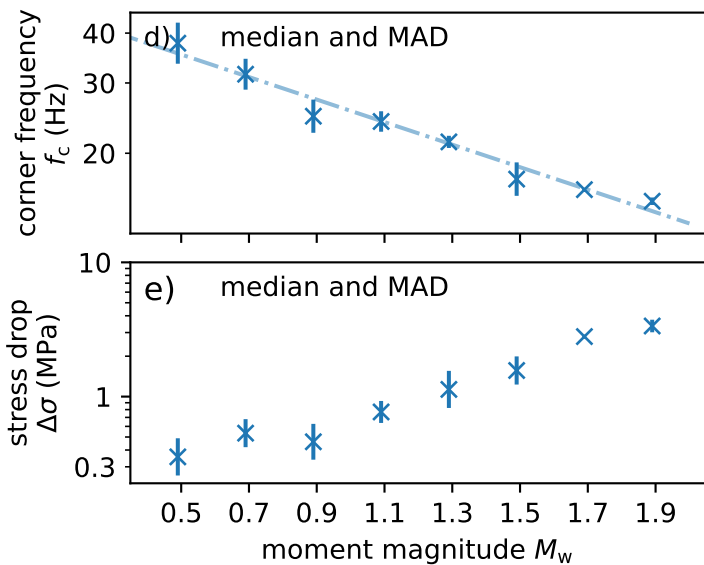 40
30
20
corner frequency
f_c (Hz)
d)
median and MAD
10
1
0.3
stress drop
Δσ (MPa)
e)
median and MAD
0.5 0.7 0.9 1.1 1.3 1.5 1.7 1.9
moment magnitude M_w